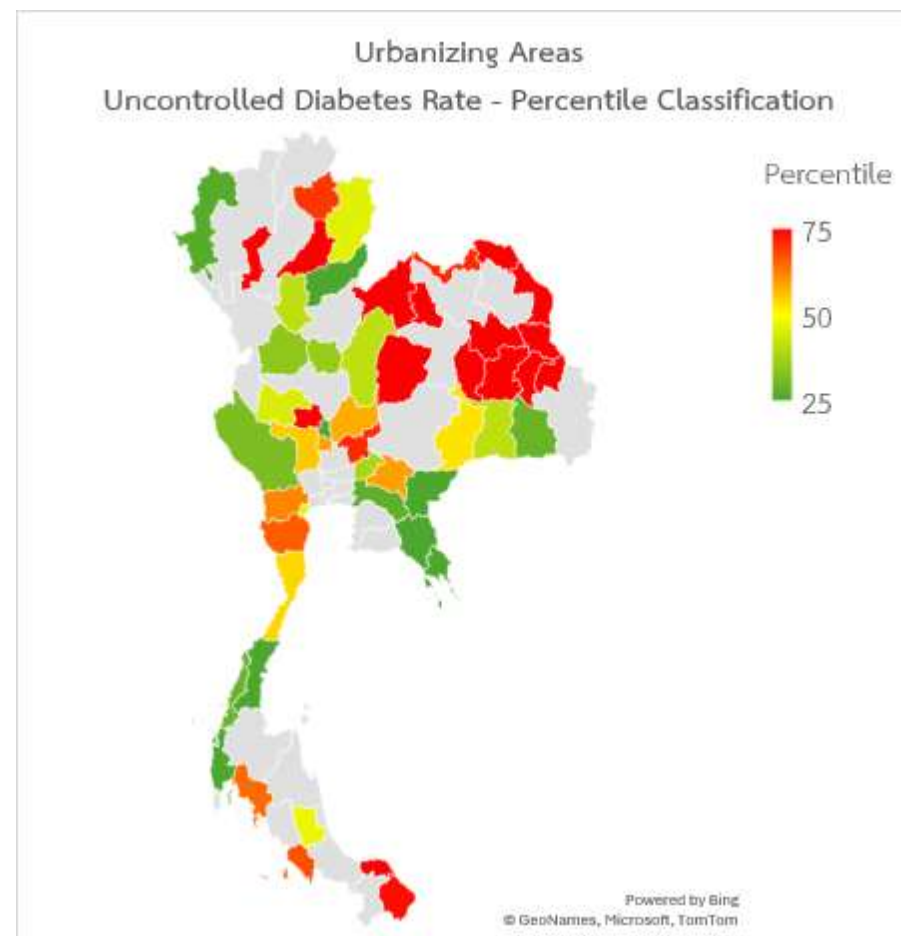 Urbanizing Areas
Uncontrolled Diabetes Rate - Percentile Classification
Percentile
75
50
25
Powered by Bing
© GeoNames, Microsoft, TomTom